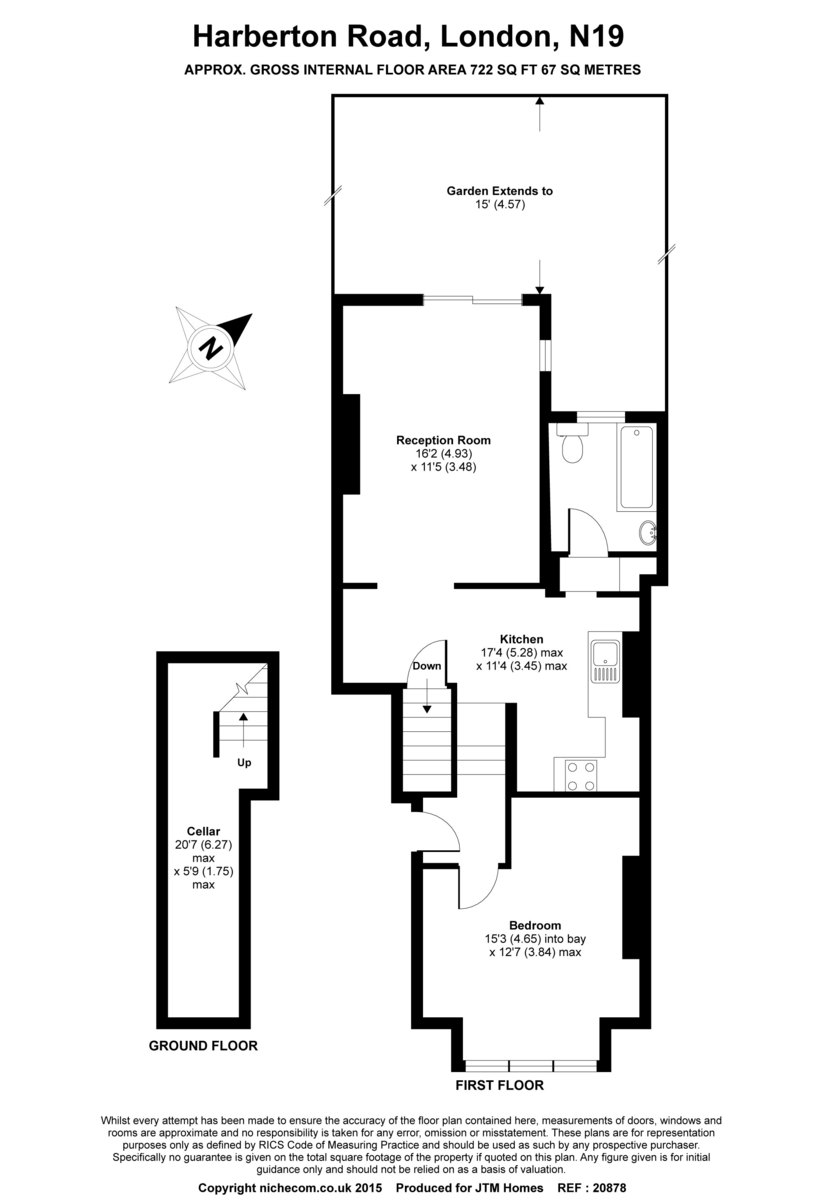 Harberton Road, London, N19
APPROX. GROSS INTERNAL FLOOR AREA 722 SQ FT 67 SQ METRES
Garden Extends to
15' (4.57)
N
Reception Room
16'2 (4.93)
x 11'5 (3.48)
Kitchen
17'4 (5.28) max
x 11'4 (3.45) max
Down
Up
Cellar
20'7 (6.27)
max
x 5'9 (1.75)
max
Bedroom
15'3 (4.65) into bay
x 12'7 (3.84) max
GROUND FLOOR
FIRST FLOOR
Whilst every attempt has been made to ensure the accuracy of the floor plan contained here, measurements of doors, windows and
rooms are approximate and no responsibility is taken for any error, omission or misstatement. These plans are for representation
purposes only as defined by RICS Code of Measuring Practice and should be used as such by any prospective purchaser.
Specifically no guarantee is given on the total square footage of the property if quoted on this plan. Any figure given is for initial
guidance only and should not be relied on as a basis of valuation.
Copyright nichecom.co.uk 2015 Produced for JTM Homes REF : 20878